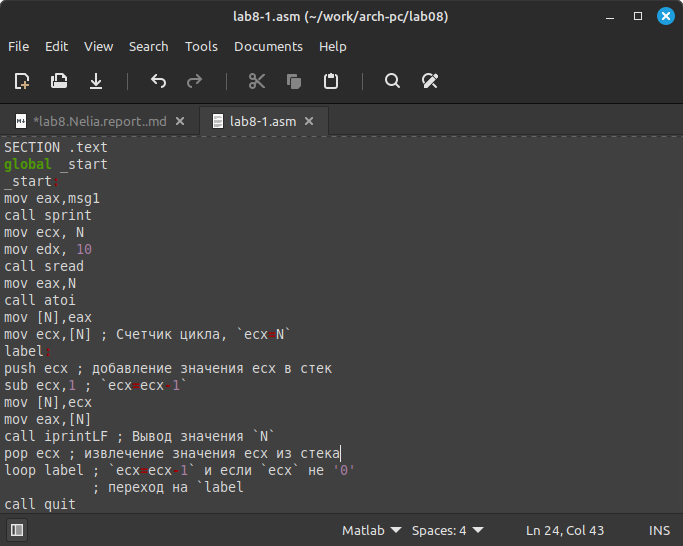 lab8-1.asm (~/work/arch-pc/lab08)
File Edit View Search Tools Documents Help
*lab8.Nelia.report..md lab8-1.asm
SECTION .text
global _start
_start:
mov eax,msg1
call sprint
mov ecx, N
mov edx, 10
call sread
mov eax,N
call atoi
mov [N],eax
mov ecx,[N] ; Счетчик цикла, `ecx=N`
label:
push ecx ; добавление значения ecx в стек
sub ecx,1 ; `ecx=ecx-1`
mov [N],ecx
mov eax,[N]
call iprintLF ; Вывод значения `N`
pop ecx ; извлечение значения ecx из стека
loop label ; `ecx=ecx-1` и если `ecx` не '0'
; переход на `label
call quit
Matlab Spaces: 4 Ln 24, Col 43 INS